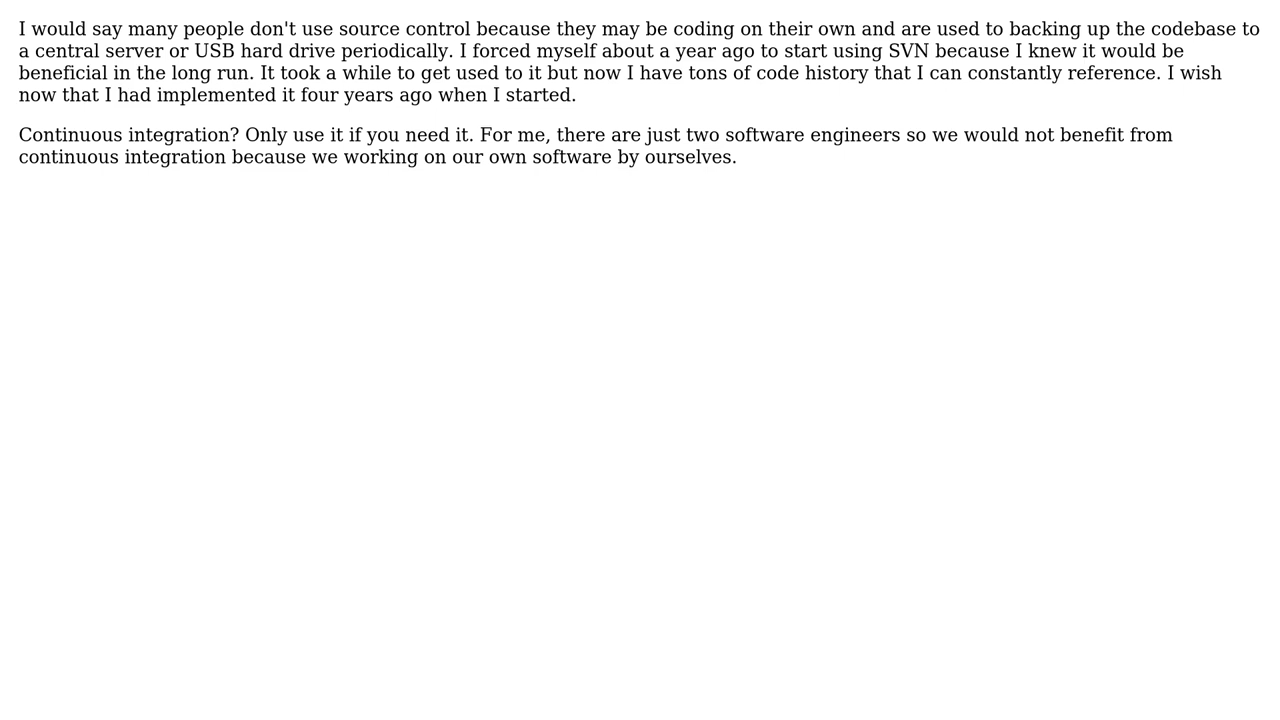 I would say many people don't use source control because they may be coding on their own and are used to backing up the codebase to
a central server or USB hard drive periodically. I forced myself about a year ago to start using SVN because I knew it would be
beneficial in the long run. It took a while to get used to it but now I have tons of code history that I can constantly reference. I wish
now that I had implemented it four years ago when I started.
Continuous integration? Only use it if you need it. For me, there are just two software engineers so we would not benefit from
continuous integration because we working on our own software by ourselves.